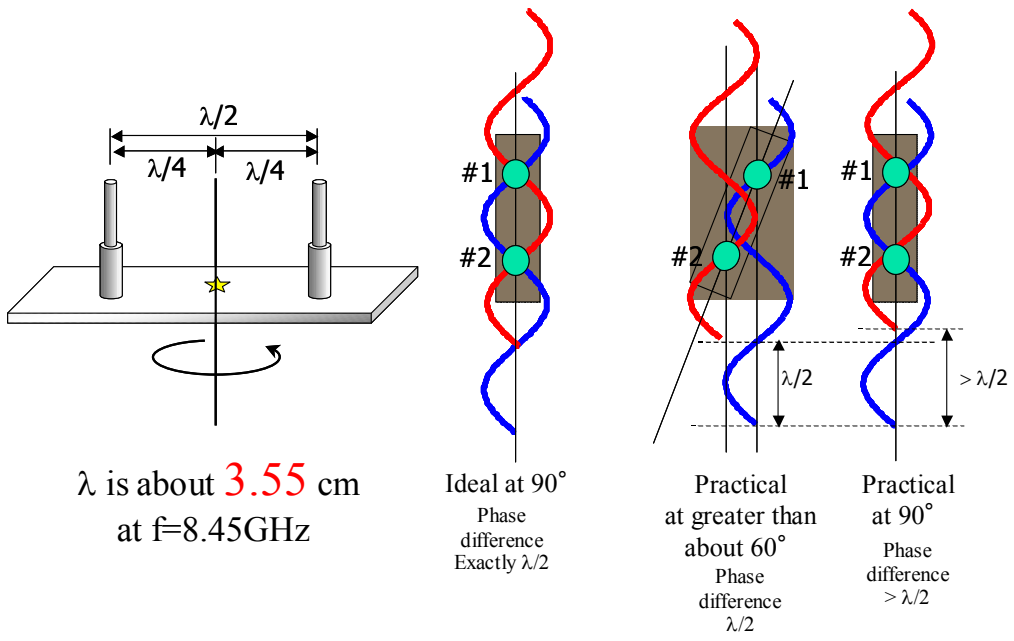 λ/2
λ/4
λ/4
λ is about 3.55 cm
at f=8.45GHz
#1
#2
Ideal at 90°
Phase
difference
Exactly λ/2
#1
#2
λ/2
Practical
at greater than
about 60°
Phase
difference
λ/2
#1
#2
> λ/2
Practical
at 90°
Phase
difference
> λ/2